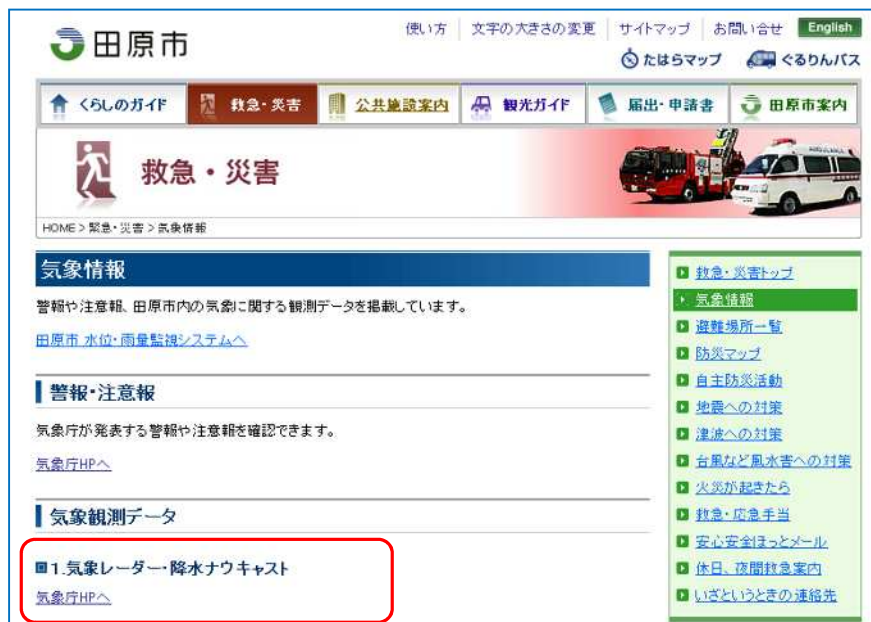 田原市
使い方 文字の大きさの変更 サイトマップ お問い合せ English
たはらマップ ぐるりんバス
くらしのガイド 救急・災害 公共施設案内 観光ガイド 届出・申請書 田原市案内
救急・災害
HOME > 緊急・災害 > 気象情報
気象情報
警報や注意報、田原市内の気象に関する観測データを掲載しています。
田原市 水位・雨量監視システムへ
警報・注意報
気象庁が発表する警報や注意報を確認できます。
気象庁HPへ
気象観測データ
1.気象レーダー・降水ナウキャスト
気象庁HPへ
救急・災害トップ
気象情報
避難場所一覧
防災マップ
自主防災活動
地震への対策
津波への対策
台風など風水害への対策
火災が起きたら
救急・応急手当
安心安全ほっとメール
休日、夜間救急案内
いざというときの連絡先